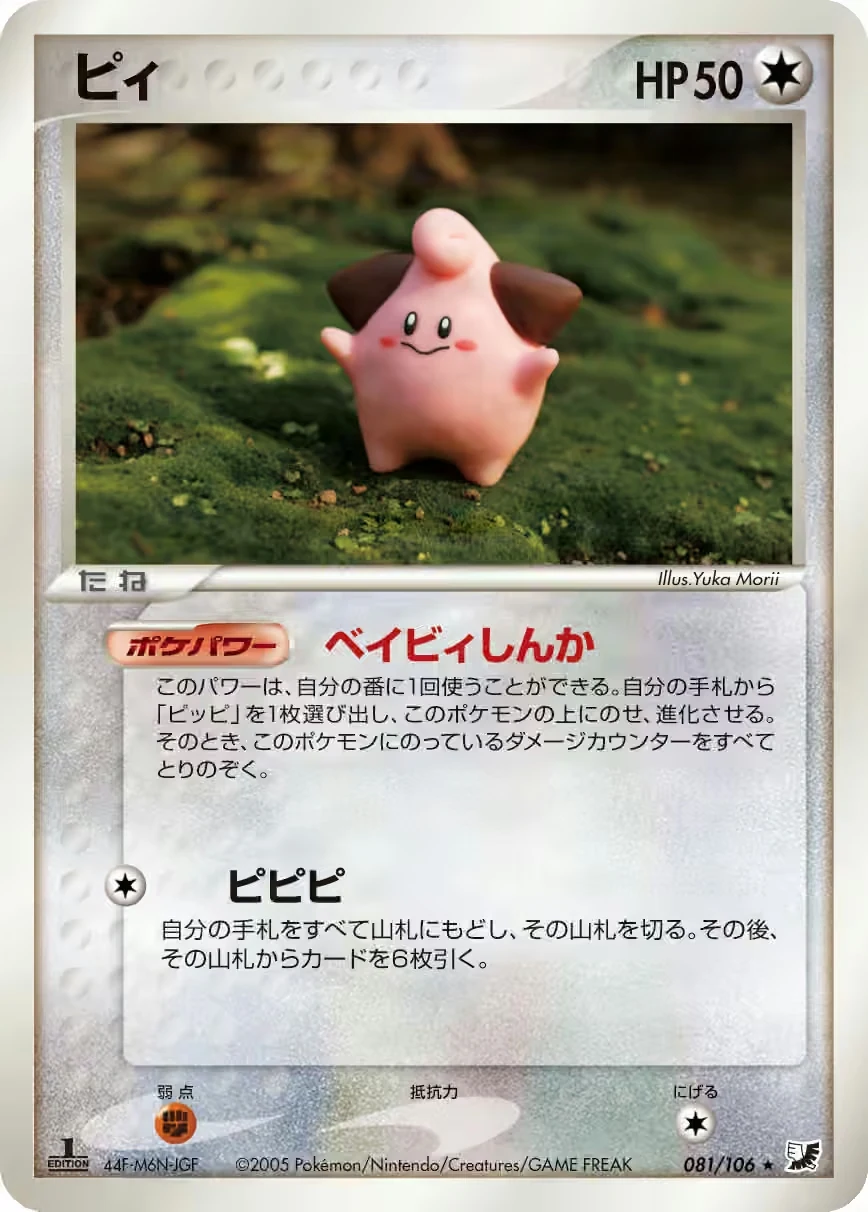 ピィ
HP50
たね
Illus.Yuka Morii
ポケパワー ベイビィしんか
このパワーは、自分の番に1回使うことができる。自分の手札から
「ピッピ」を1枚選び出し、このポケモンの上にのせ、進化させる。
そのとき、このポケモンにのっているダメージカウンターをすべて
とりのぞく。
ピピピ
自分の手札をすべて山札にもどし、その山札を切る。その後、
その山札からカードを6枚引く。
弱点 抵抗力 にげる
1 EDITION 44F-M6N-JGF ©2005 Pokémon/Nintendo/Creatures/GAME FREAK 081/106 ★